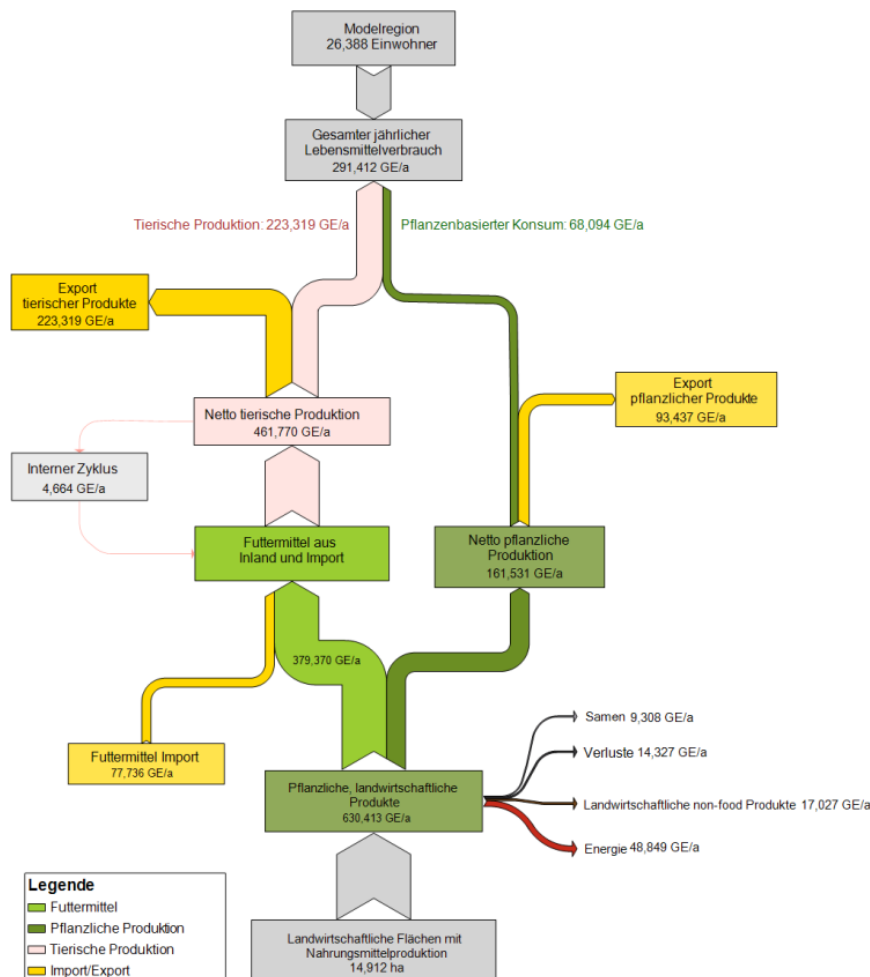 Modelregion
26,388 Einwohner
Gesamter jährlicher
Lebensmittelverbrauch
291,412 GE/a
Tierische Produktion: 223,319 GE/a
Pflanzenbasierter Konsum: 68,094 GE/a
Export
tierischer Produkte
223,319 GE/a
Export
pflanzlicher Produkte
93,437 GE/a
Netto tierische Produktion
461,770 GE/a
Interner Zyklus
4,664 GE/a
Futtermittel aus
Inland und Import
Netto pflanzliche
Produktion
161,531 GE/a
379,370 GE/a
Futtermittel Import
77,736 GE/a
Pflanzliche, landwirtschaftliche
Produkte
630,413 GE/a
Samen 9,308 GE/a
Verluste 14,327 GE/a
Landwirtschaftliche non-food Produkte 17,027 GE/a
Energie 48,849 GE/a
Landwirtschaftliche Flächen mit
Nahrungsmittelproduktion
14,912 ha
Legende
Futtermittel
Pflanzliche Produktion
Tierische Produktion
Import/Export